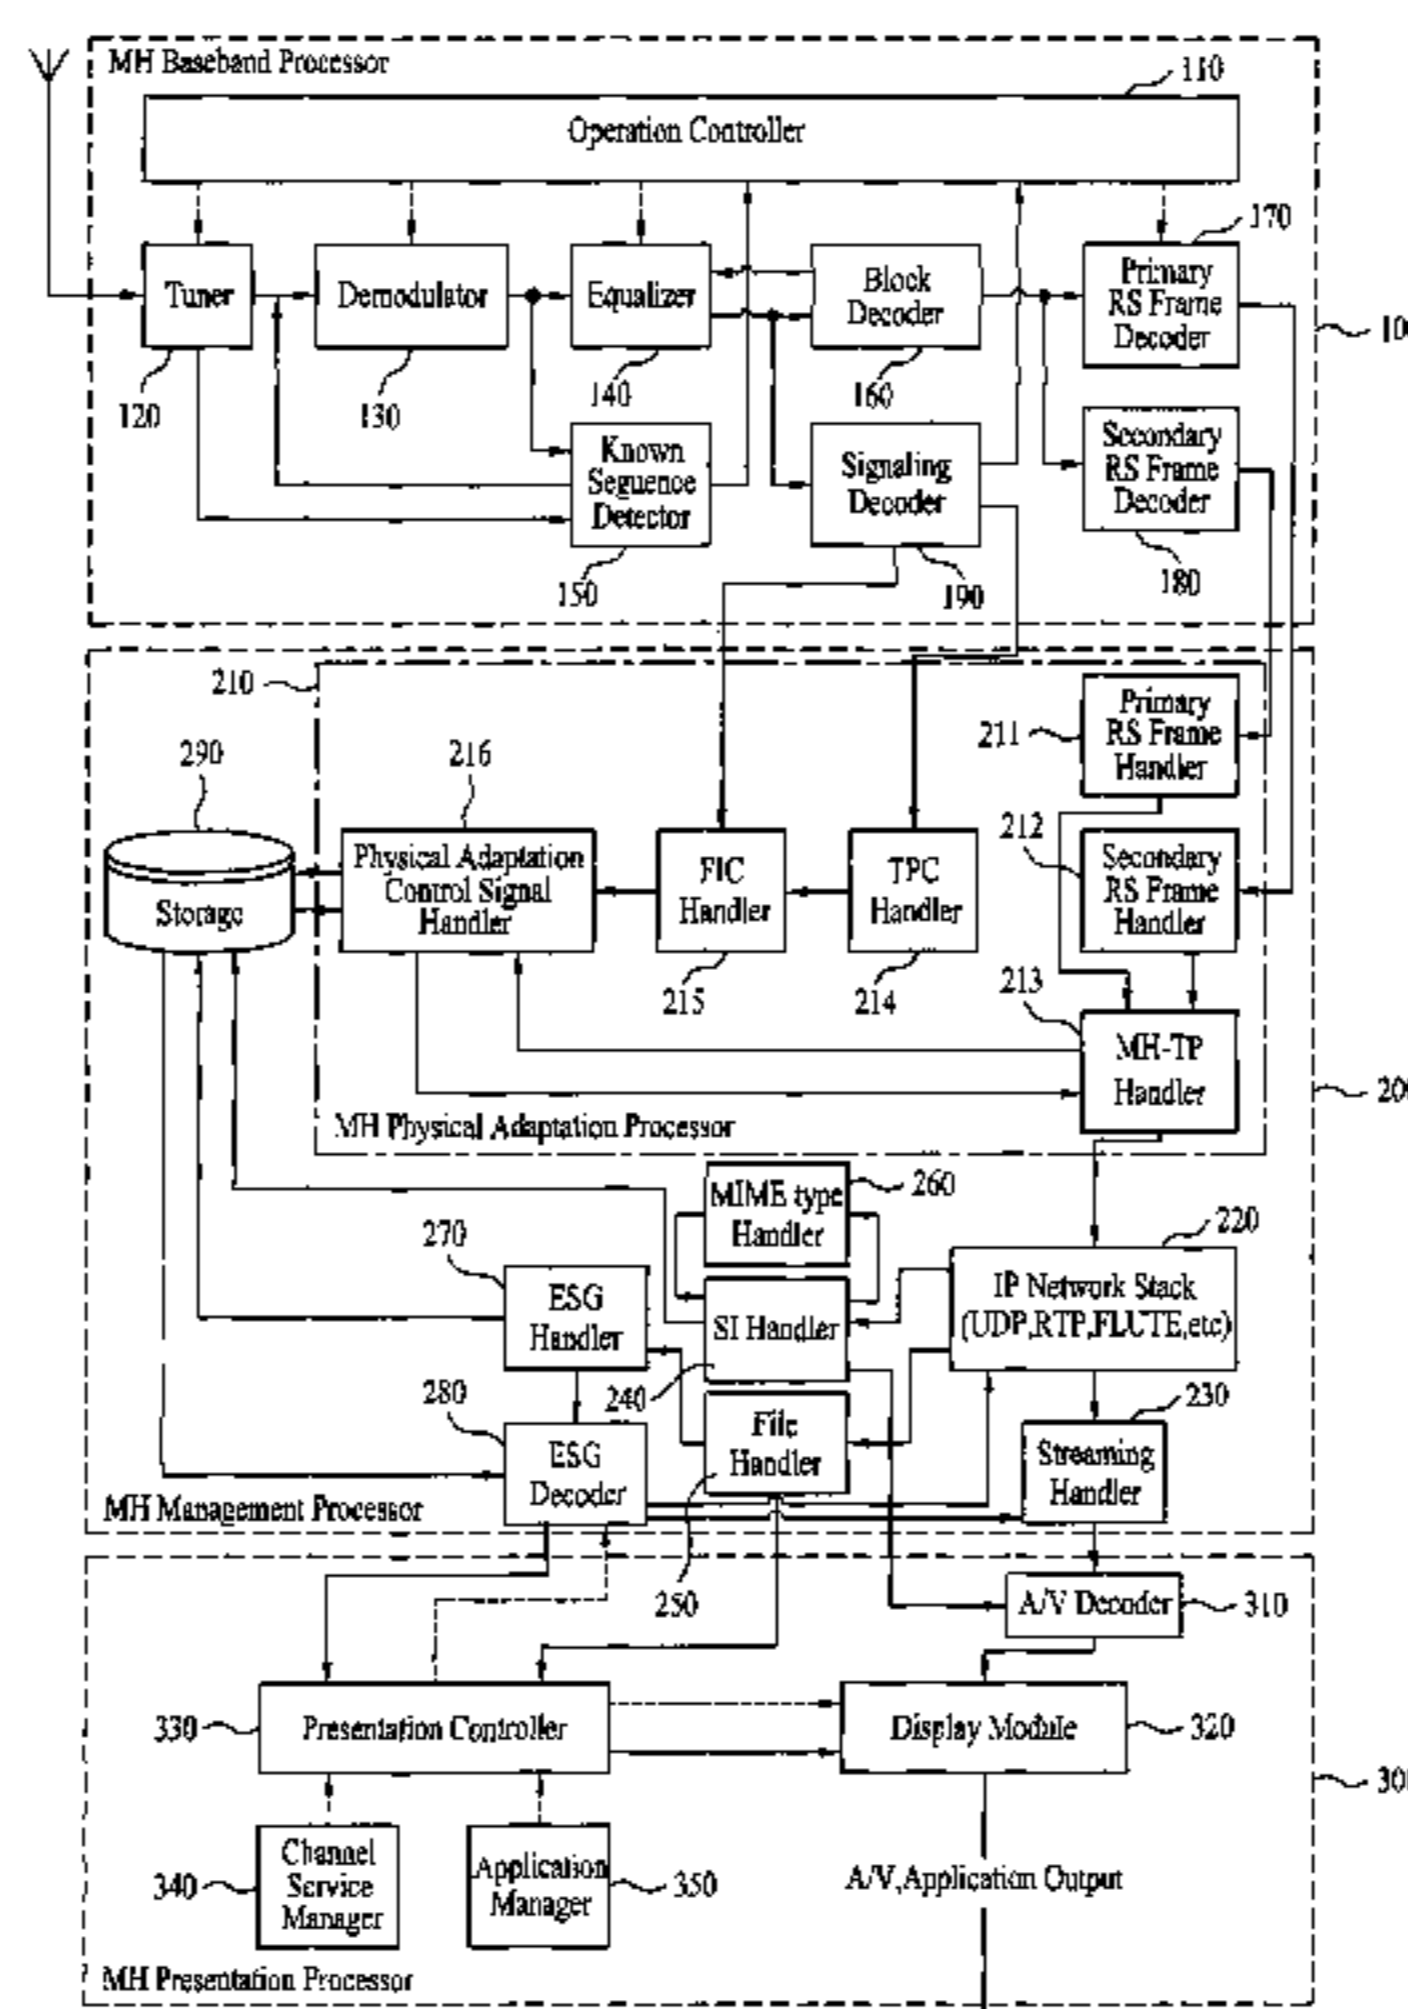 MH Baseband Processor
110
Operation Controller
170
Tuner
Demodulator
Equalizer
Block
Decoder
Primary
RS Frame
Decoder
10
120
130
140
160
Known
Seguence
Detector
Signaling
Decoder
Secondary
RS Frame
Decoder
150
190
180
210
211
Primary
RS Frame
Handler
290
216
212
Storage
Physical Adaptation
Control Signal
Handler
FIC
Handler
TPC
Handler
Secondary
RS Frame
Handler
215
214
213
MH-TP
Handler
20
MH Physical Adaptation Processor
MIME type
Handler
260
270
220
ESG
Handler
SI Handler
IP Network Stack
(UDP,RTP,FLUTE,etc)
280
240
230
ESG
Decoder
File
Handler
Streaming
Handler
MH Management Processor
250
A/V Decoder
310
330
Presentation Controller
Display Module
320
30
340
Channel
Service
Manager
Application
Manager
350
A/V,Application Output
MH Presentation Processor